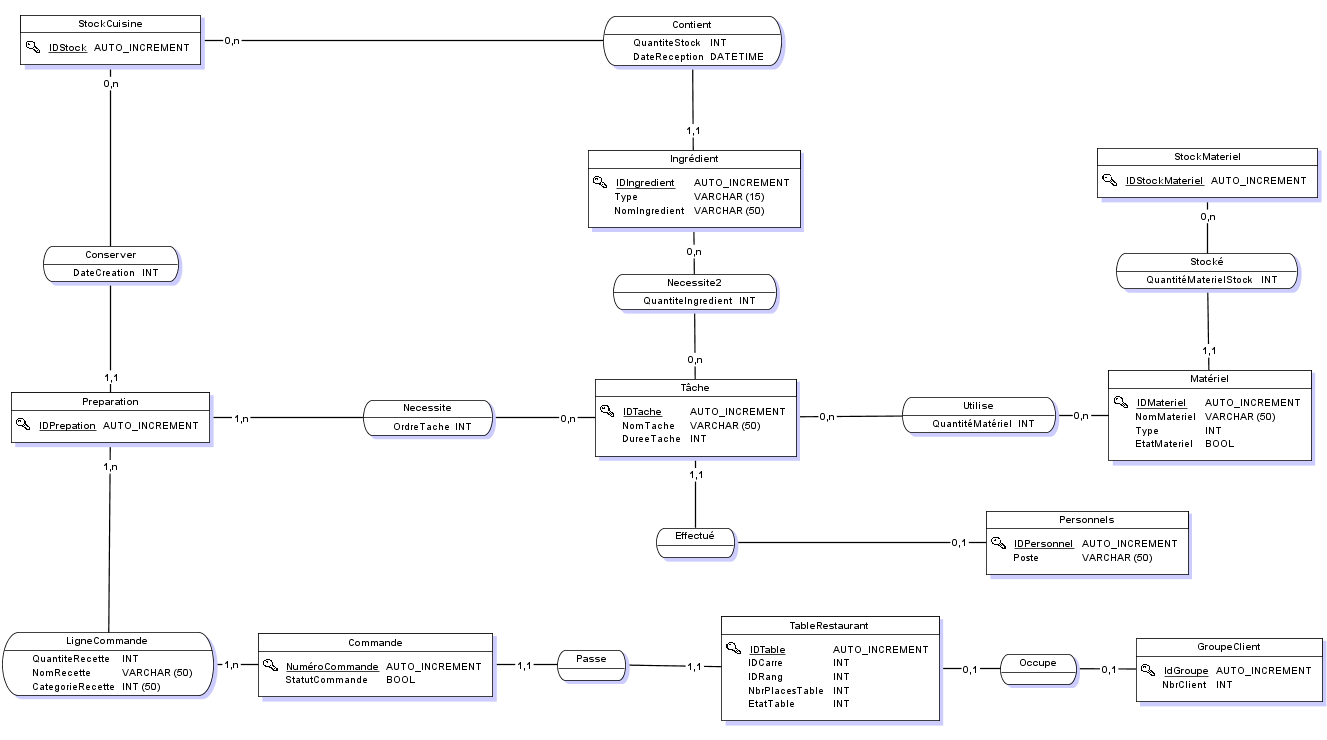 StockCuisine
IDStock AUTO_INCREMENT
0,n
Contient
QuantiteStock INT
DateReception DATETIME
0,n
1,1
Ingrédient
IDIngredient AUTO_INCREMENT
Type VARCHAR (15)
NomIngredient VARCHAR (50)
StockMateriel
IDStockMateriel AUTO_INCREMENT
0,n
0,n
Conserver
DateCreation INT
Necessite2
QuantiteIngredient INT
Stocké
QuantitéMaterielStock INT
1,1
0,n
1,1
Preparation
IDPrepation AUTO_INCREMENT
1,n
Necessite
OrdreTache INT
0,n
Tâche
IDTache AUTO_INCREMENT
NomTache VARCHAR (50)
DureeTache INT
0,n
Utilise
QuantitéMatériel INT
0,n
Matériel
IDMateriel AUTO_INCREMENT
NomMateriel VARCHAR (50)
Type INT
EtatMateriel BOOL
1,n
1,1
Effectué
0,1
Personnels
IDPersonnel AUTO_INCREMENT
Poste VARCHAR (50)
LigneCommande
QuantiteRecette INT
NomRecette VARCHAR (50)
CategorieRecette INT (50)
1,n
Commande
NuméroCommande AUTO_INCREMENT
StatutCommande BOOL
1,1
Passe
1,1
TableRestaurant
IDTable AUTO_INCREMENT
IDCarre INT
IDRang INT
NbrPlacesTable INT
EtatTable INT
0,1
Occupe
0,1
GroupeClient
IdGroupe AUTO_INCREMENT
NbrClient INT